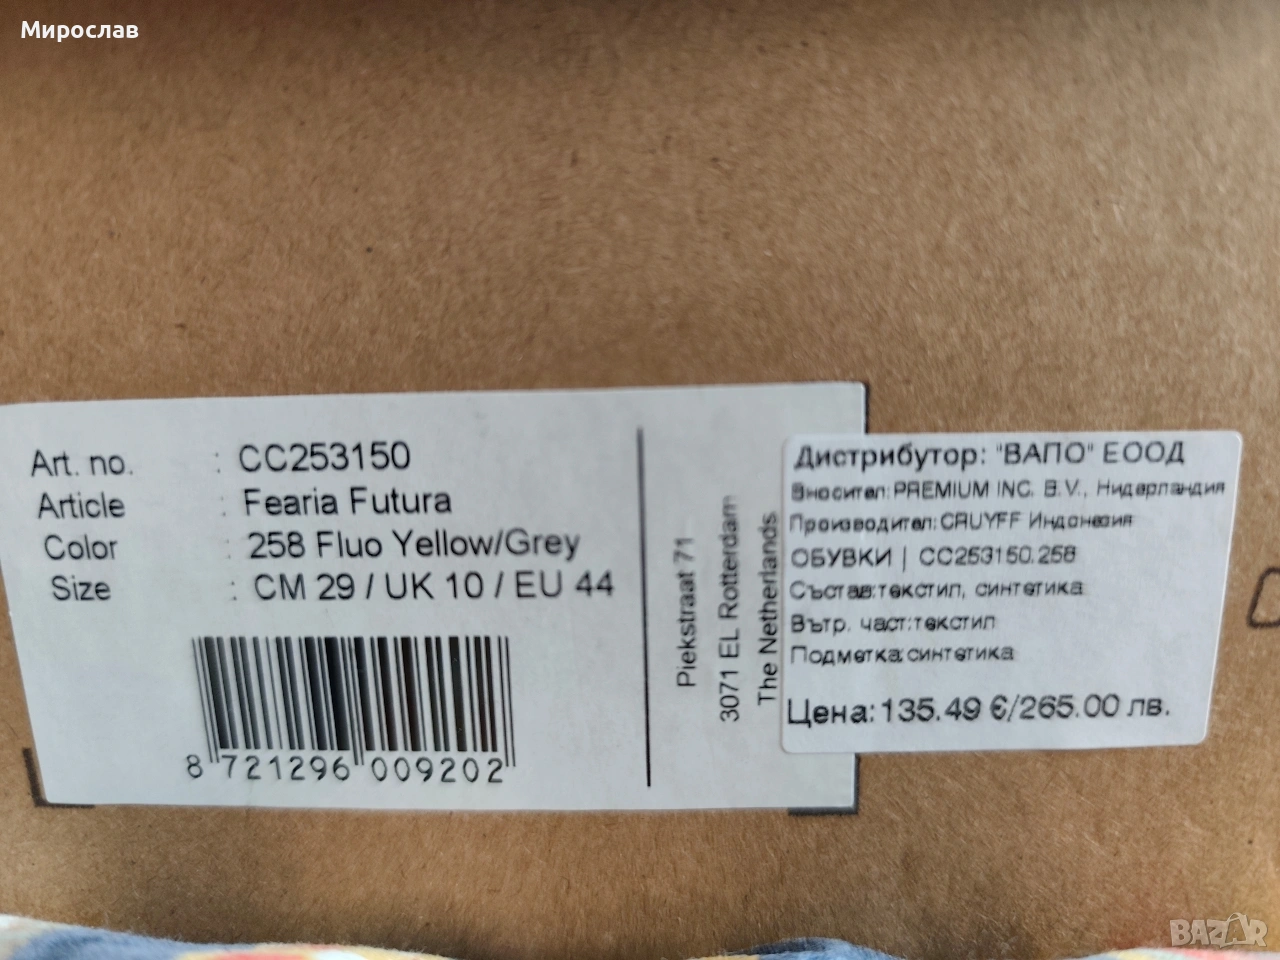 Мирослав
Art. no. : CC253150
Article : Fearia Futura
Color : 258 Fluo Yellow/Grey
Size : CM 29 / UK 10 / EU 44
8 721296 009202
Piekstraat 71
3071 EL Rotterdam
The Netherlands
Дистрибутор: "ВАПО" ЕООД
Вносител: PREMIUM INC. B.V., Нидерландия
Производител: CRUYFF Индонезия
ОБУВКИ | CC253150.258
Състав:текстил, синтетика
Вътр. част:текстил
Подметка:синтетика
Цена: 135.49 €/265.00 лв.
BAZAR